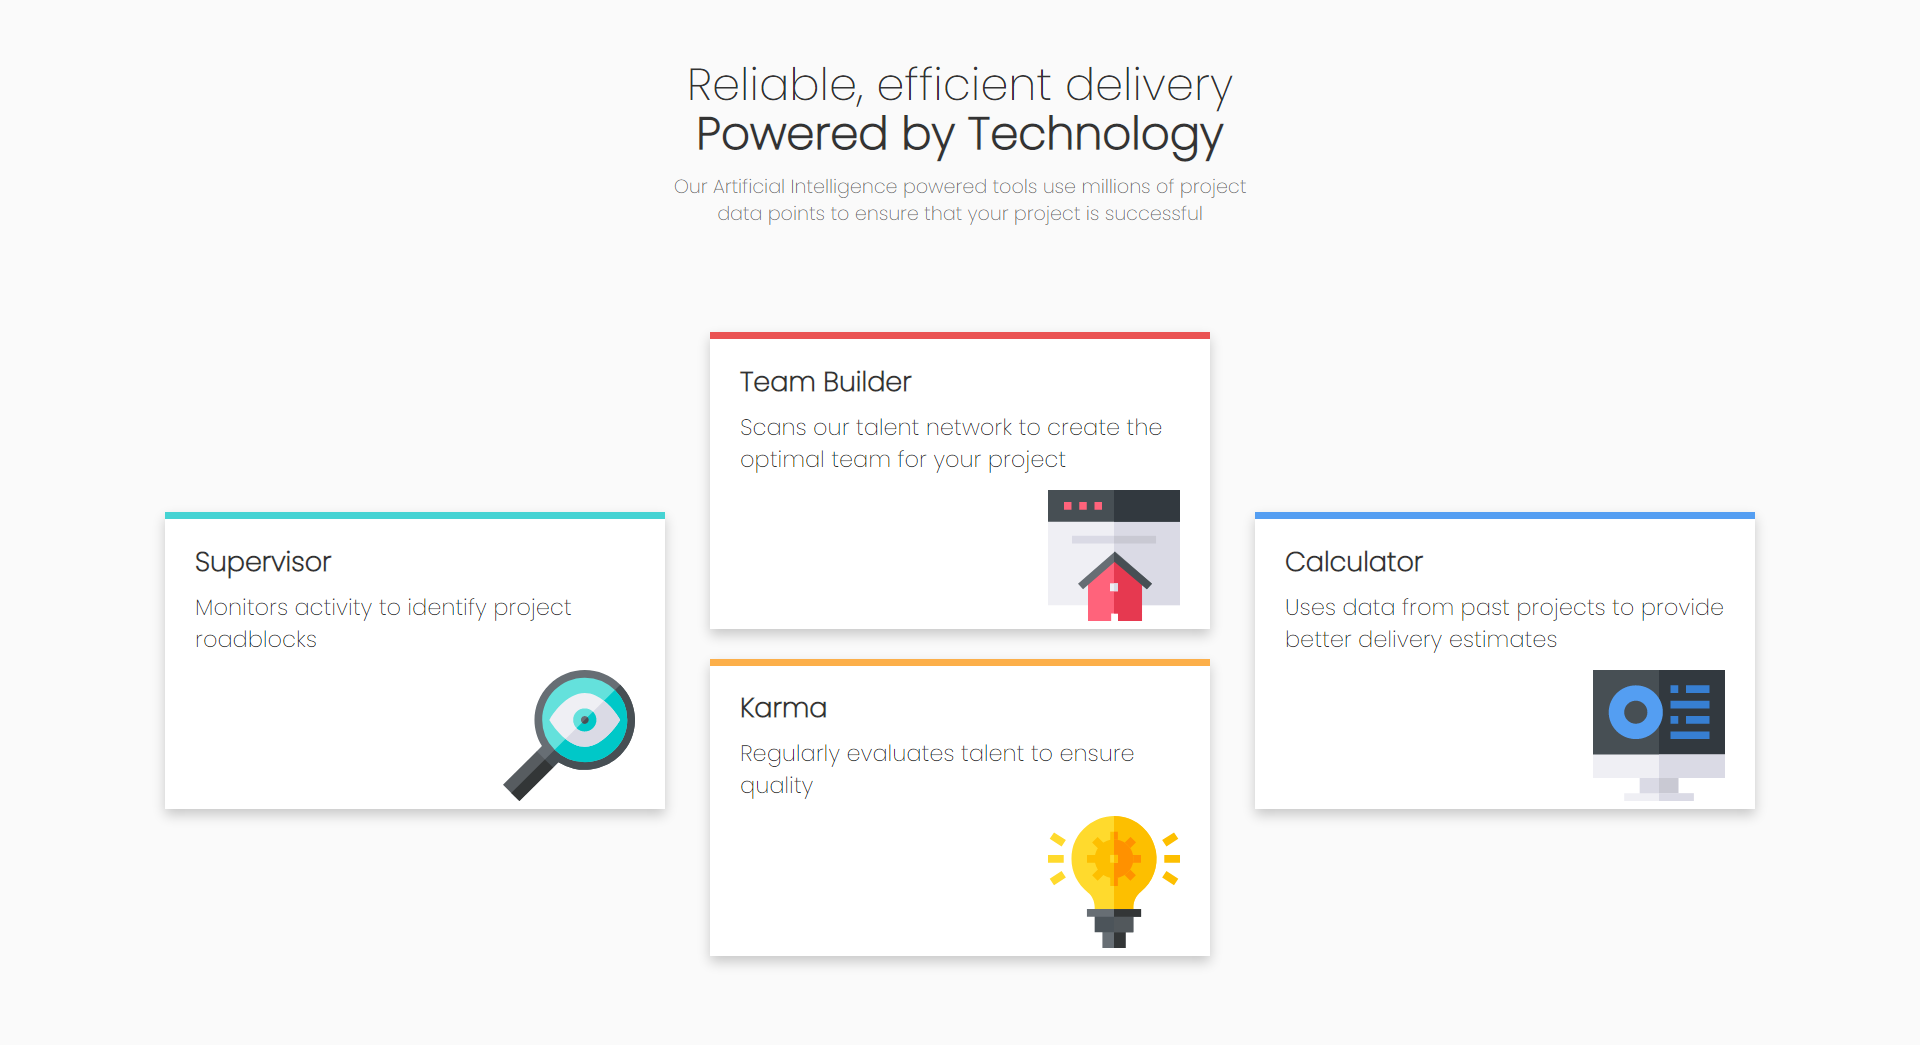 Reliable, efficient delivery
Powered by Technology
Our Artificial Intelligence powered tools use millions of project
data points to ensure that your project is successful
Supervisor
Monitors activity to identify project
roadblocks
Team Builder
Scans our talent network to create the
optimal team for your project
Karma
Regularly evaluates talent to ensure
quality
Calculator
Uses data from past projects to provide
better delivery estimates